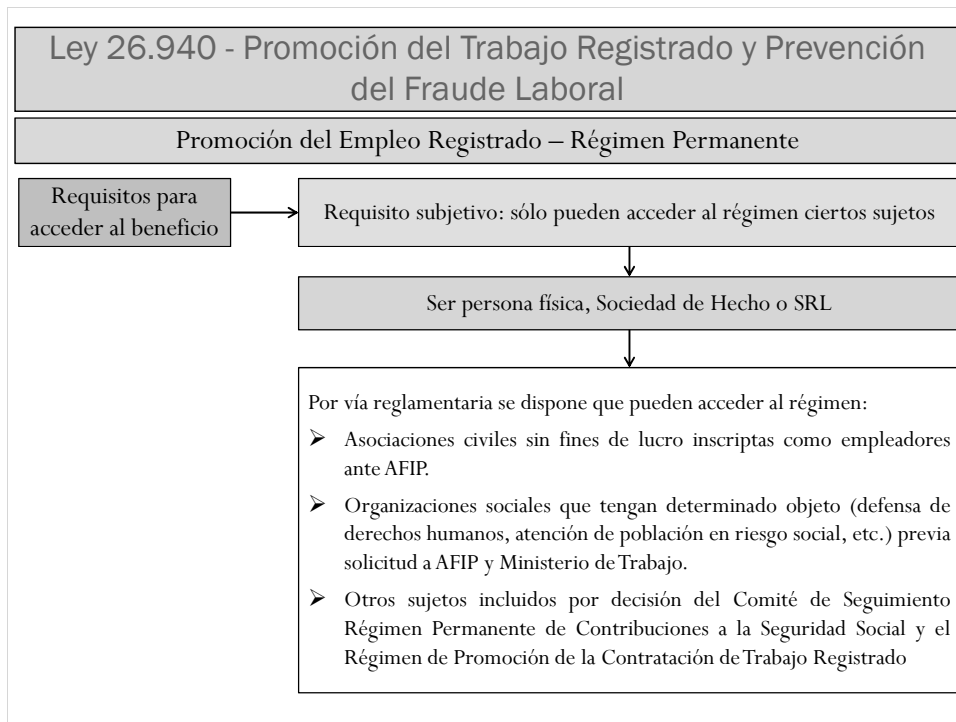 Ley 26.940 - Promoción del Trabajo Registrado y Prevención
del Fraude Laboral
Promoción del Empleo Registrado – Régimen Permanente
Requisitos para
acceder al beneficio
Requisito subjetivo: sólo pueden acceder al régimen ciertos sujetos
Ser persona física, Sociedad de Hecho o SRL
Por vía reglamentaria se dispone que pueden acceder al régimen:
➢ Asociaciones civiles sin fines de lucro inscriptas como empleadores
ante AFIP.
➢ Organizaciones sociales que tengan determinado objeto (defensa de
derechos humanos, atención de población en riesgo social, etc.) previa
solicitud a AFIP y Ministerio de Trabajo.
➢ Otros sujetos incluidos por decisión del Comité de Seguimiento
Régimen Permanente de Contribuciones a la Seguridad Social y el
Régimen de Promoción de la Contratación de Trabajo Registrado